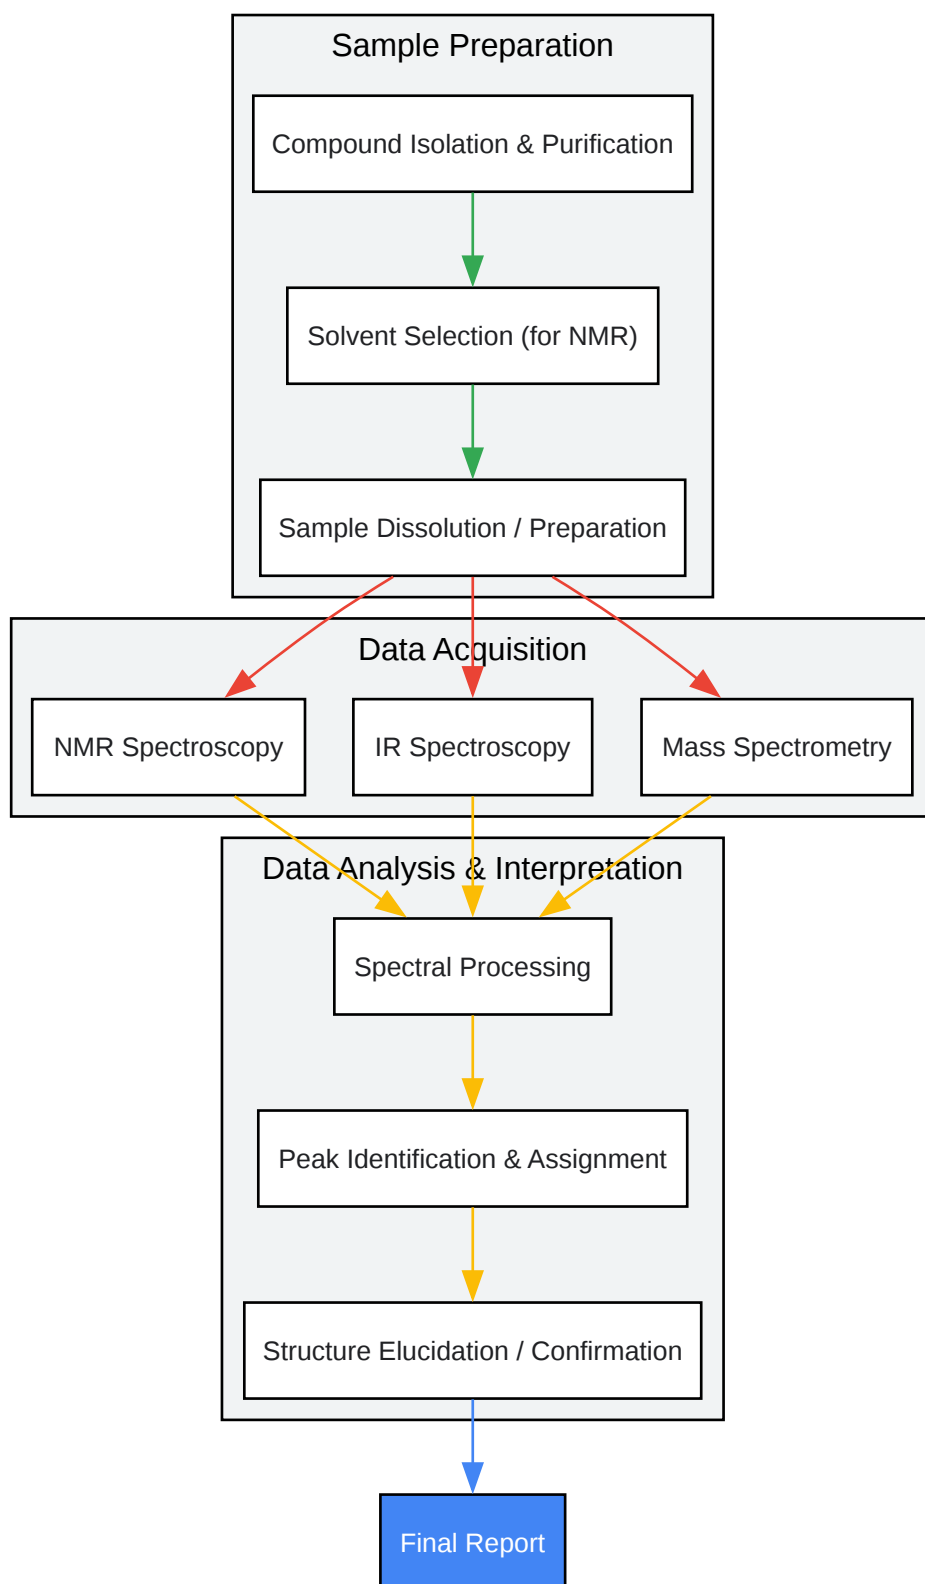 Sample Preparation
Compound Isolation & Purification
Solvent Selection (for NMR)
Sample Dissolution / Preparation
Data Acquisition
NMR Spectroscopy
IR Spectroscopy
Mass Spectrometry
Data Analysis & Interpretation
Spectral Processing
Peak Identification & Assignment
Structure Elucidation / Confirmation
Final Report